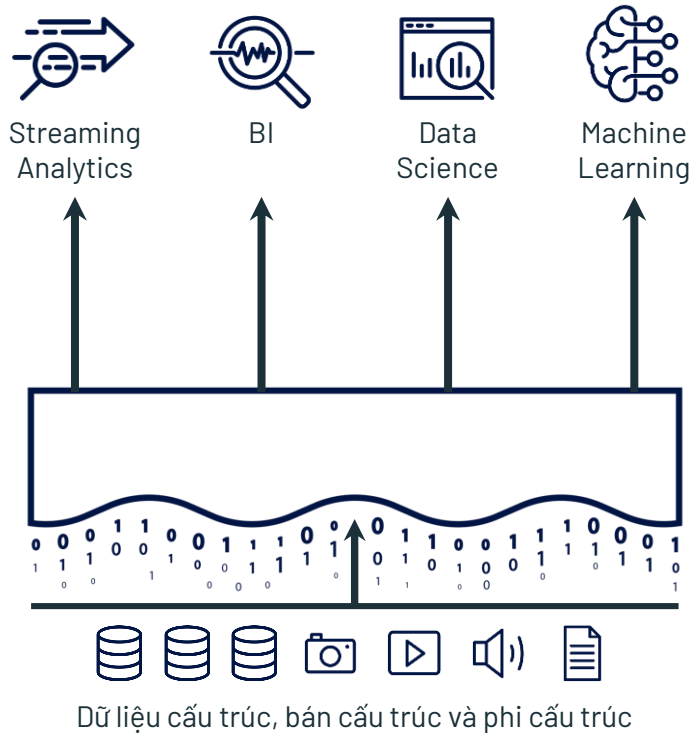 Streaming
Analytics
BI
Data
Science
Machine
Learning
Dữ liệu cấu trúc, bán cấu trúc và phi cấu trúc